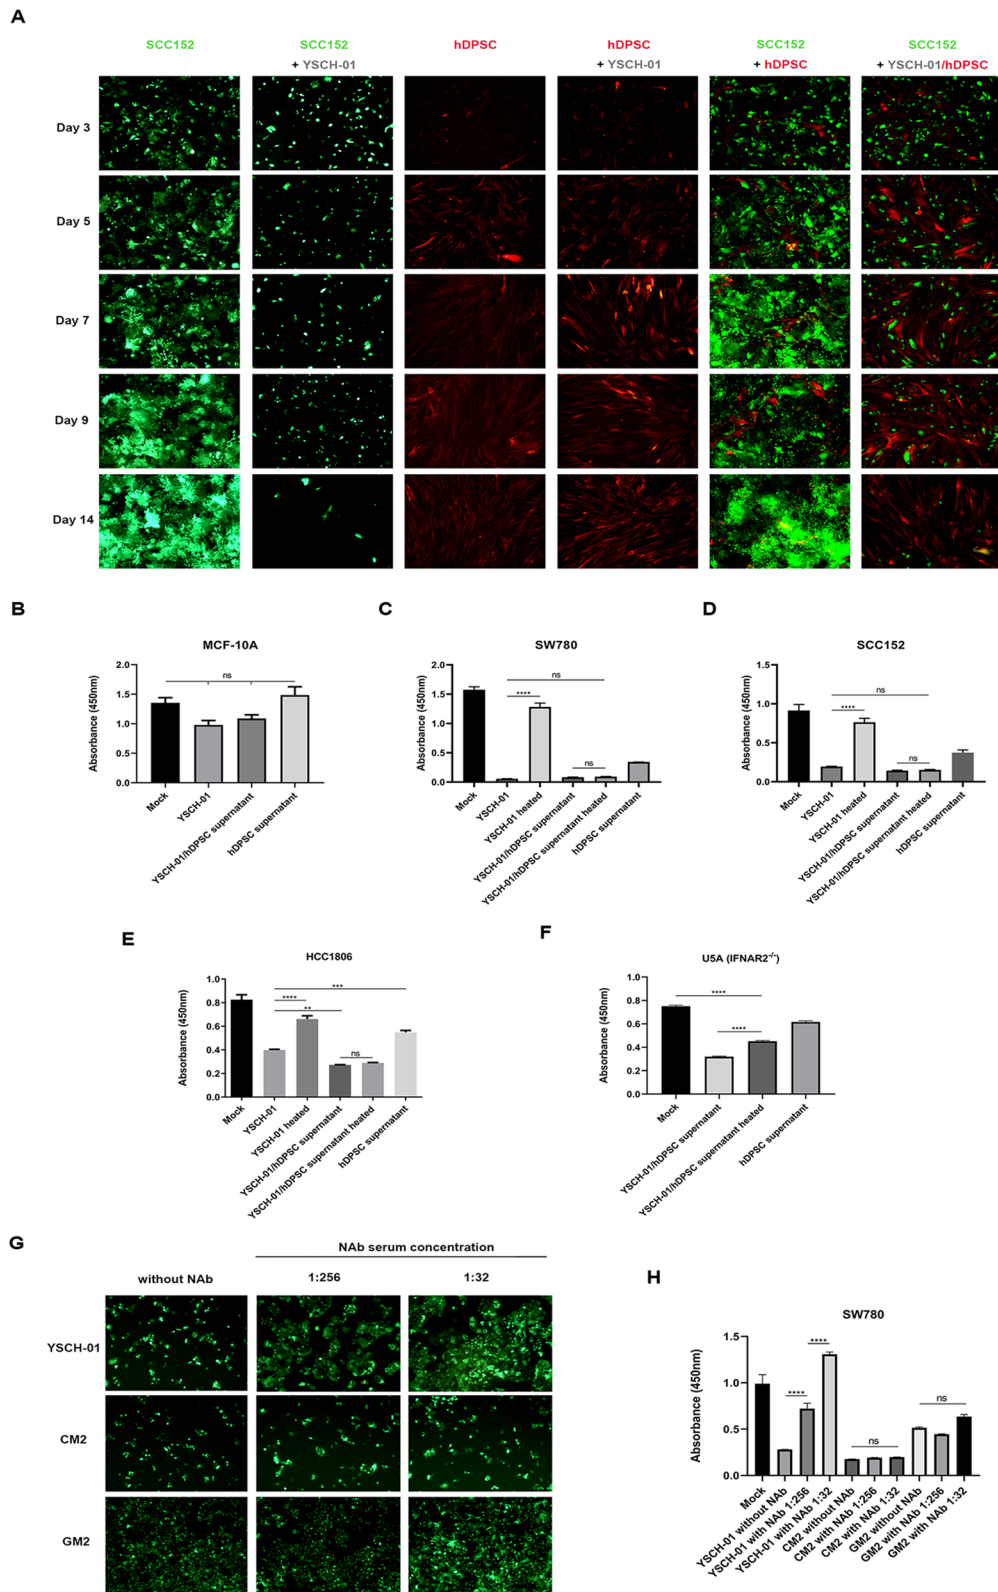 A
SCC152
SCC152
+ YSCH-01
hDPSC
hDPSC
+ YSCH-01
SCC152
+ hDPSC
SCC152
+ YSCH-01/hDPSC
Day 3
Day 5
Day 7
Day 9
Day 14
B
MCF-10A
Absorbance (450nm)
2.0
1.5
1.0
0.5
0.0
ns
Mock
YSCH-01
YSCH-01/hDPSC supernatant
hDPSC supernatant
C
SW780
Absorbance (450nm)
2.0
1.5
1.0
0.5
0.0
ns
****
ns
Mock
YSCH-01
YSCH-01 heated
YSCH-01/hDPSC supernatant
YSCH-01/hDPSC supernatant heated
hDPSC supernatant
D
SCC152
Absorbance (450nm)
1.5
1.0
0.5
0.0
ns
****
ns
Mock
YSCH-01
YSCH-01 heated
YSCH-01/hDPSC supernatant
YSCH-01/hDPSC supernatant heated
hDPSC supernatant
E
HCC1806
Absorbance (450nm)
1.0
0.8
0.6
0.4
0.2
0.0
***
****
**
ns
Mock
YSCH-01
YSCH-01 heated
YSCH-01/hDPSC supernatant
YSCH-01/hDPSC supernatant heated
hDPSC supernatant
F
U5A (IFNAR2-/-)
Absorbance (450nm)
1.0
0.8
0.6
0.4
0.2
0.0
****
****
Mock
YSCH-01/hDPSC supernatant
YSCH-01/hDPSC supernatant heated
hDPSC supernatant
G
NAb serum concentration
without NAb
1:256
1:32
YSCH-01
CM2
GM2
H
SW780
Absorbance (450nm)
1.5
1.0
0.5
0.0
****
****
ns
ns
Mock
YSCH-01 without NAb
YSCH-01 with NAb 1:256
YSCH-01 with NAb 1:32
CM2 without NAb
CM2 with NAb 1:256
CM2 with NAb 1:32
GM2 without NAb
GM2 with NAb 1:256
GM2 with NAb 1:32